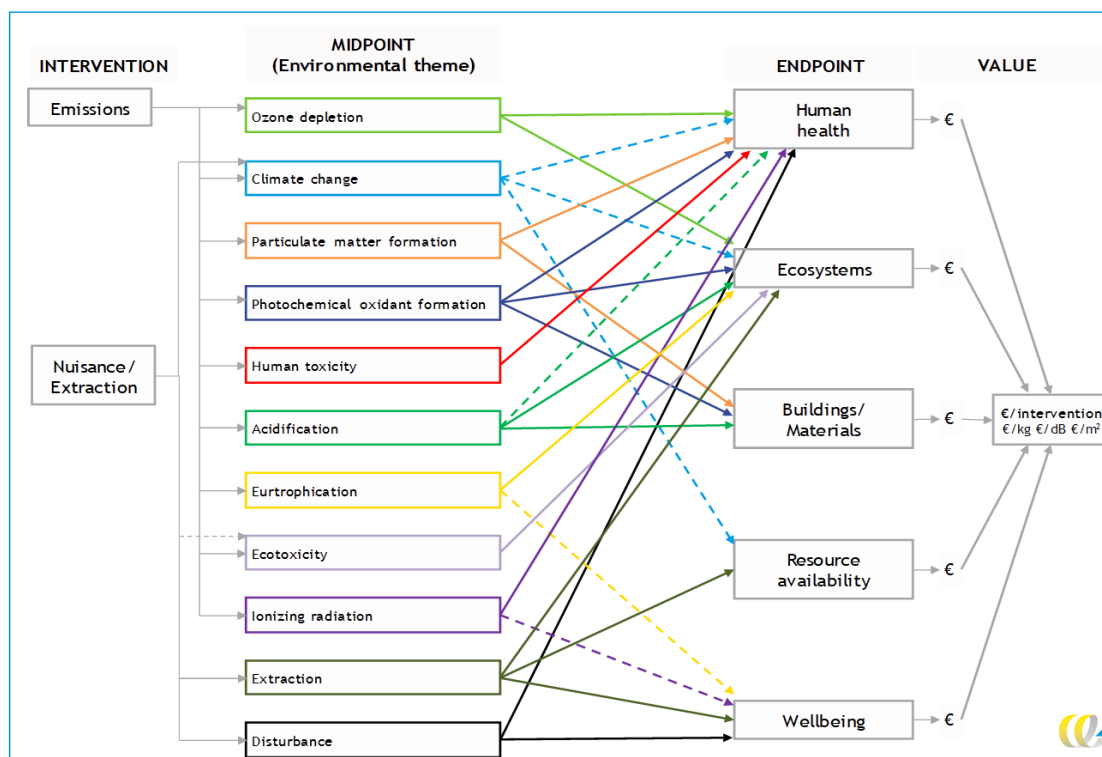 INTERVENTION
MIDPOINT
(Environmental theme)
ENDPOINT
VALUE
Emissions
Nuisance/
Extraction
Ozone depletion
Climate change
Particulate matter formation
Photochemical oxidant formation
Human toxicity
Acidification
Eurtrophication
Ecotoxicity
Ionizing radiation
Extraction
Disturbance
Human
health
Ecosystems
Buildings/
Materials
Resource
availability
Wellbeing
€
€
€
€
€
€/intervention
€/kg €/dB €/m²